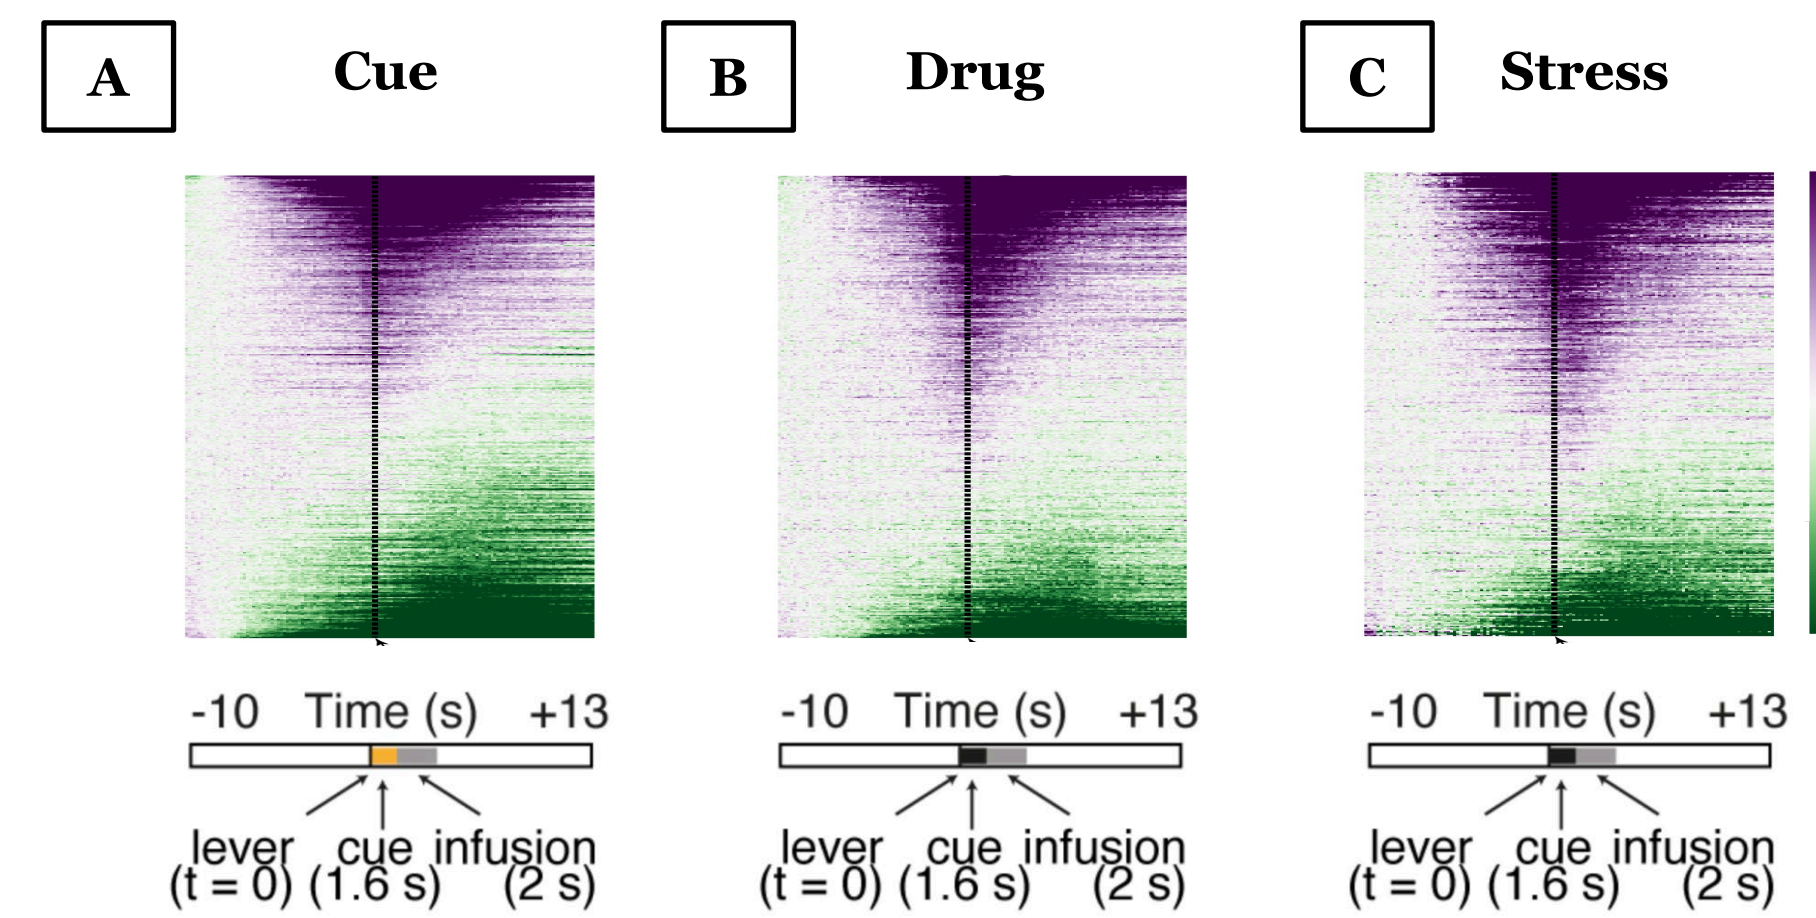 A Cue B Drug C Stress
-10 Time (s) +13 -10 Time (s) +13 -10 Time (s) +13
lever cue infusion lever cue infusion lever cue infusion
(t = 0) (1.6 s) (2 s) (t = 0) (1.6 s) (2 s) (t = 0) (1.6 s) (2 s)